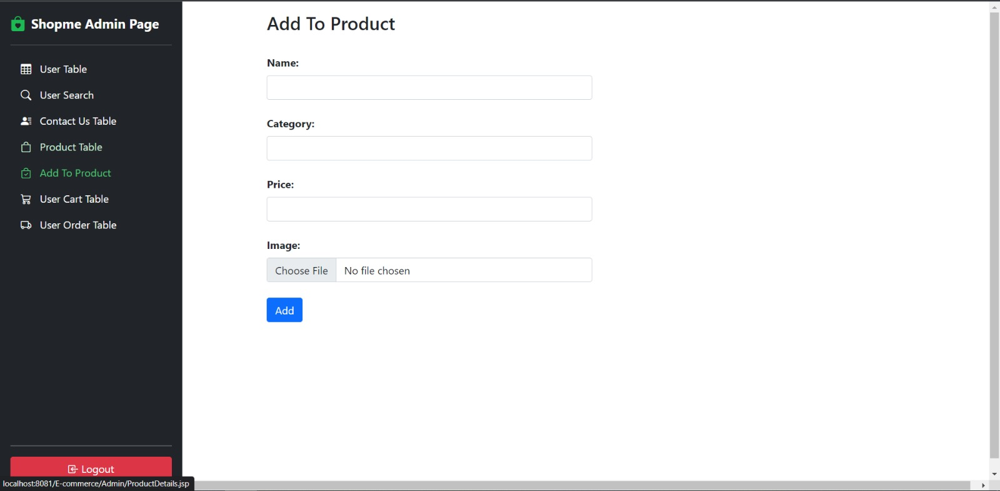 Shopme Admin Page
User Table
User Search
Contact Us Table
Product Table
Add To Product
User Cart Table
User Order Table
Logout
localhost:8081/E-commerce/Admin/ProductDetails.jsp
Add To Product
Name:
Category:
Price:
Image:
Choose File No file chosen
Add